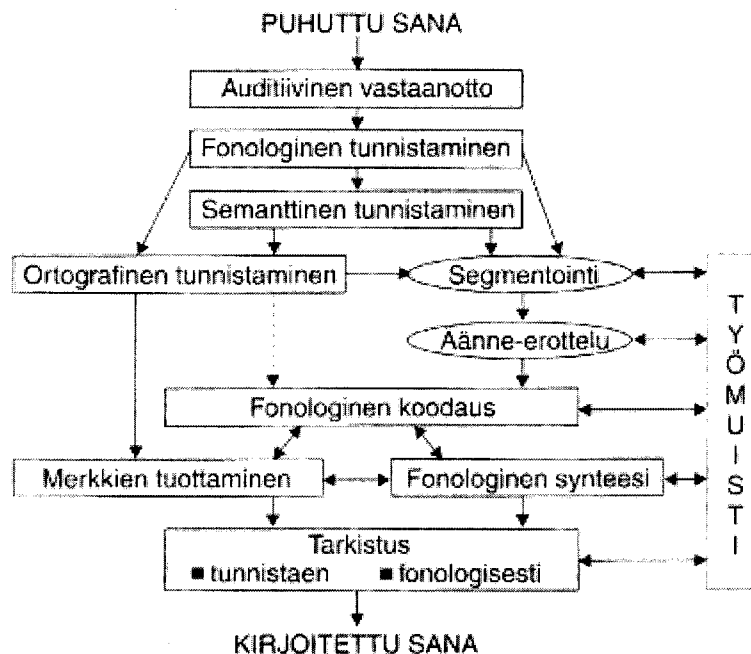 PUHUTTU SANA
Auditiivinen vastaanotto
Fonologinen tunnistaminen
Semanttinen tunnistaminen
Ortografinen tunnistaminen
Segmentointi
Äänne-erottelu
Fonologinen koodaus
Merkkien tuottaminen
Fonologinen synteesi
Tarkistus
■ tunnistaen ■ fonologisesti
KIRJOITETTU SANA
TYÖMUISTI